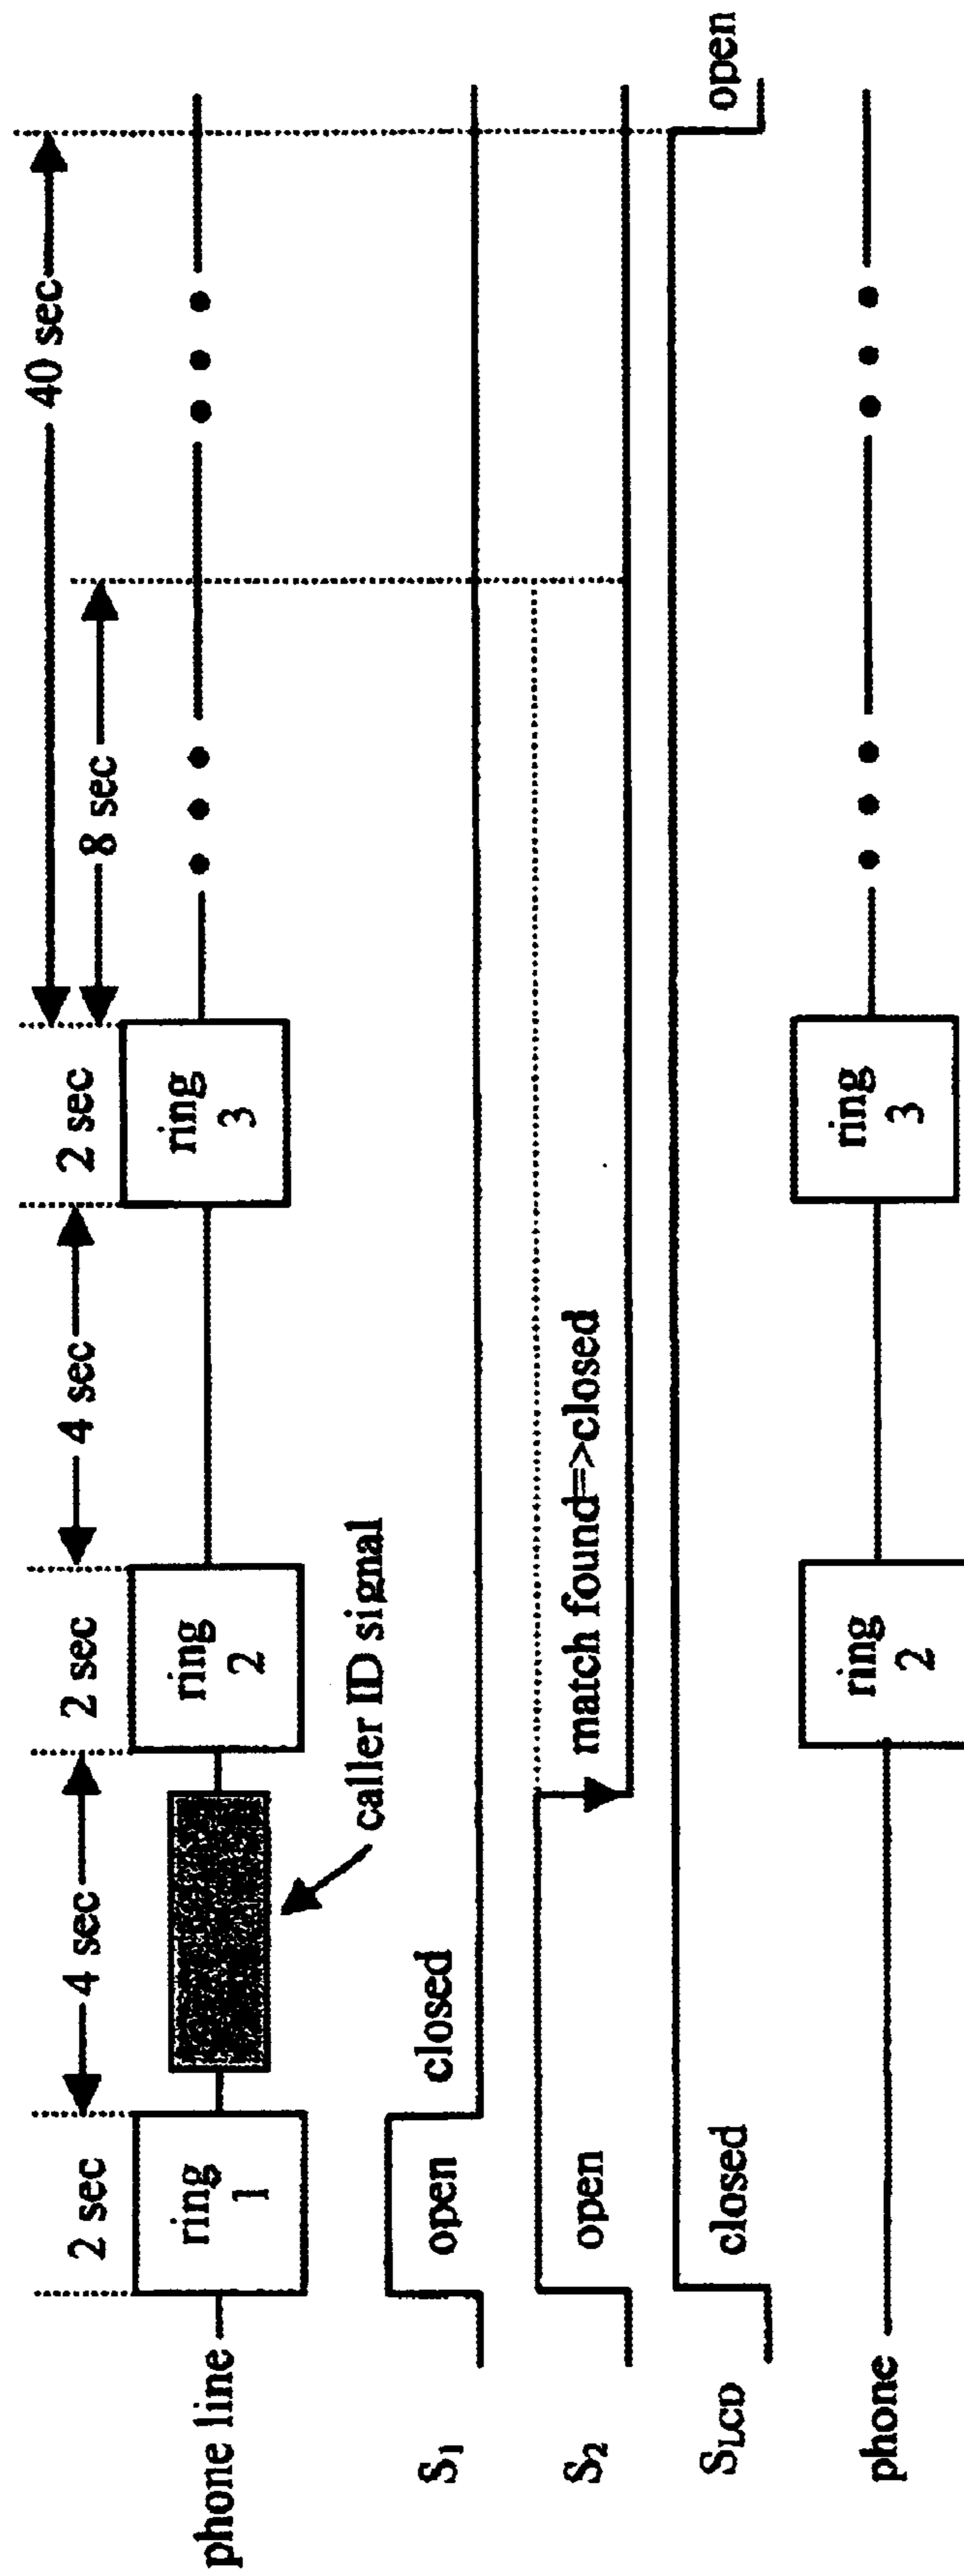 40 sec
8 sec
2 sec
4 sec
2 sec
4 sec
2 sec
phone line
ring
1
ring
2
ring
3
caller ID signal
S₁
open
closed
S₂
open
match found=>closed
S_LCD
closed
open
phone
ring
2
ring
3